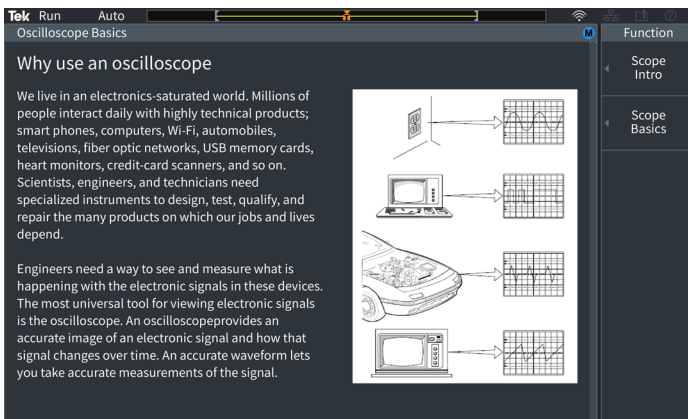 Tek Run Auto
Oscilloscope Basics
M
Function
Why use an oscilloscope
Scope
Intro
Scope
Basics
We live in an electronics-saturated world. Millions of
people interact daily with highly technical products;
smart phones, computers, Wi-Fi, automobiles,
televisions, fiber optic networks, USB memory cards,
heart monitors, credit-card scanners, and so on.
Scientists, engineers, and technicians need
specialized instruments to design, test, qualify, and
repair the many products on which our jobs and lives
depend.
Engineers need a way to see and measure what is
happening with the electronic signals in these devices.
The most universal tool for viewing electronic signals
is the oscilloscope. An oscilloscopeprovides an
accurate image of an electronic signal and how that
signal changes over time. An accurate waveform lets
you take accurate measurements of the signal.